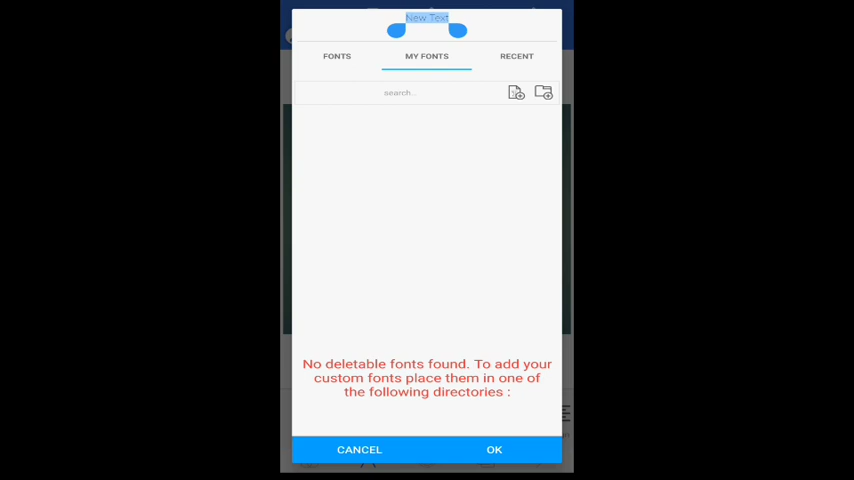 New Text
FONTS
MY FONTS
RECENT
search...
No deletable fonts found. To add your
custom fonts place them in one of
the following directories :
CANCEL
OK